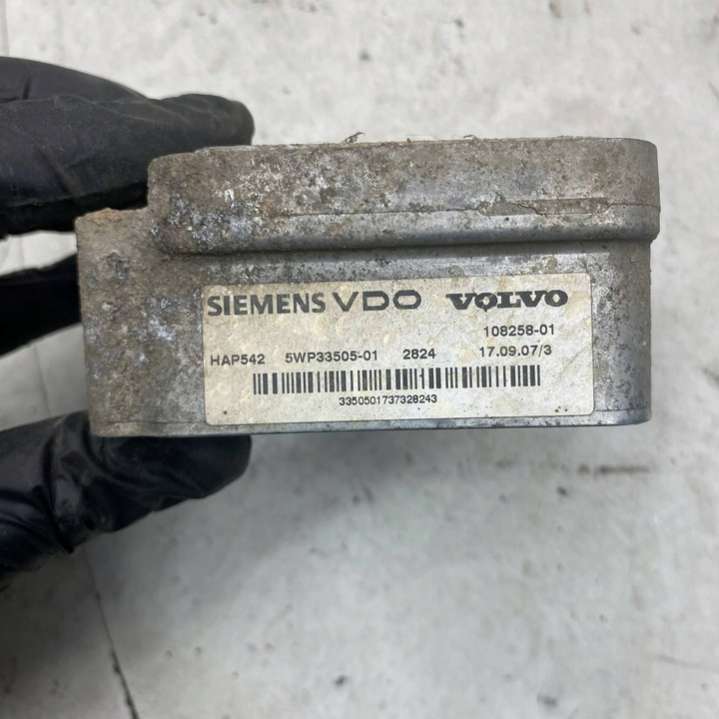 SIEMENS VDO VOLVO
108258-01
HAP542 5WP33505-01 2824 17.09.07/3
3350501737328243